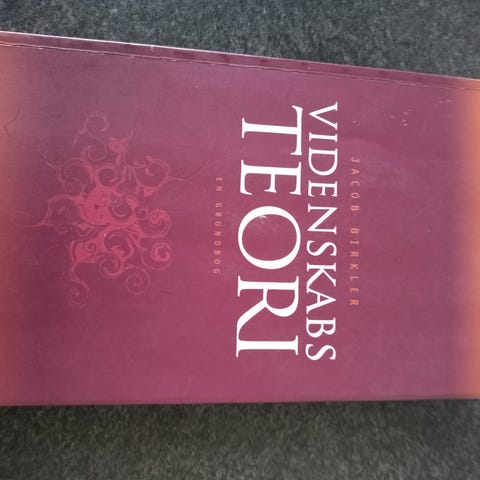 JACOB BIRKLER
VIDENSKABS
TEORI
EN GRUNDBOG